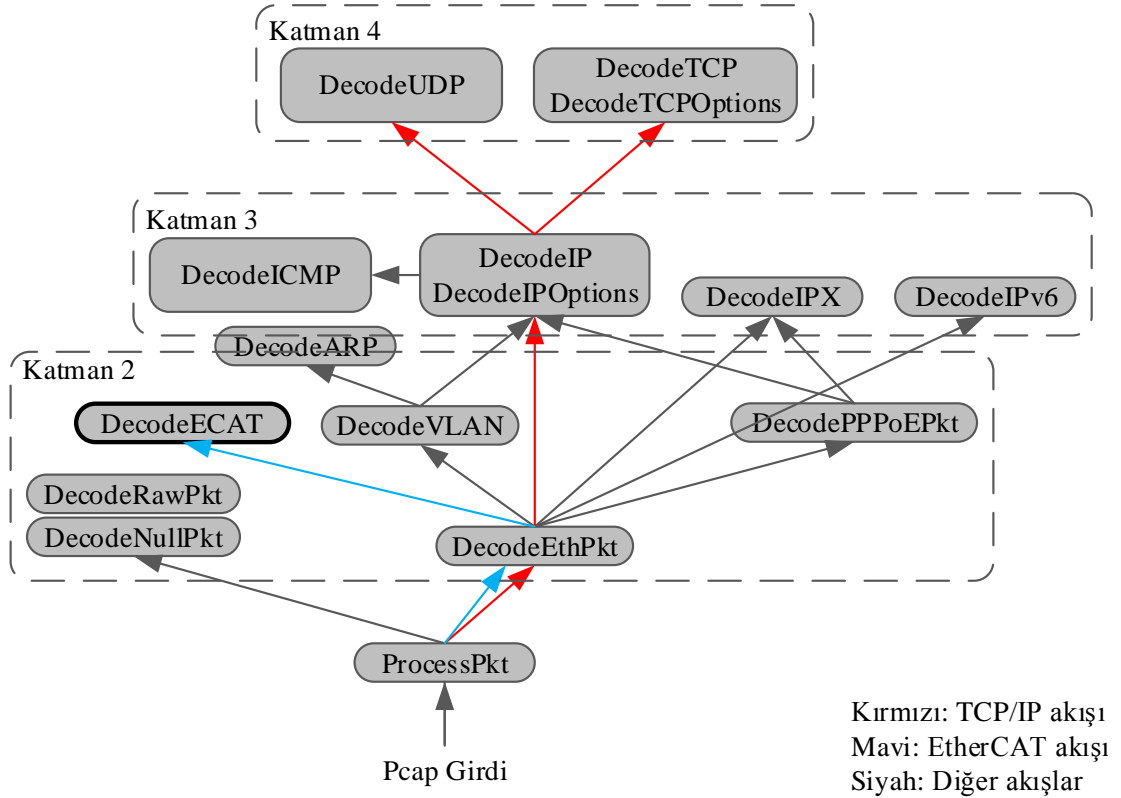 Katman 4
DecodeUDP
DecodeTCP
DecodeTCPOptions
Katman 3
DecodeICMP
DecodeIP
DecodeIPOptions
DecodeIPX
DecodeIPv6
DecodeARP
Katman 2
DecodeECAT
DecodeVLAN
DecodePPPoEPkt
DecodeRawPkt
DecodeNullPkt
DecodeEthPkt
ProcessPkt
Pcap Girdi
Kırmızı: TCP/IP akışı
Mavi: EtherCAT akışı
Siyah: Diğer akışlar